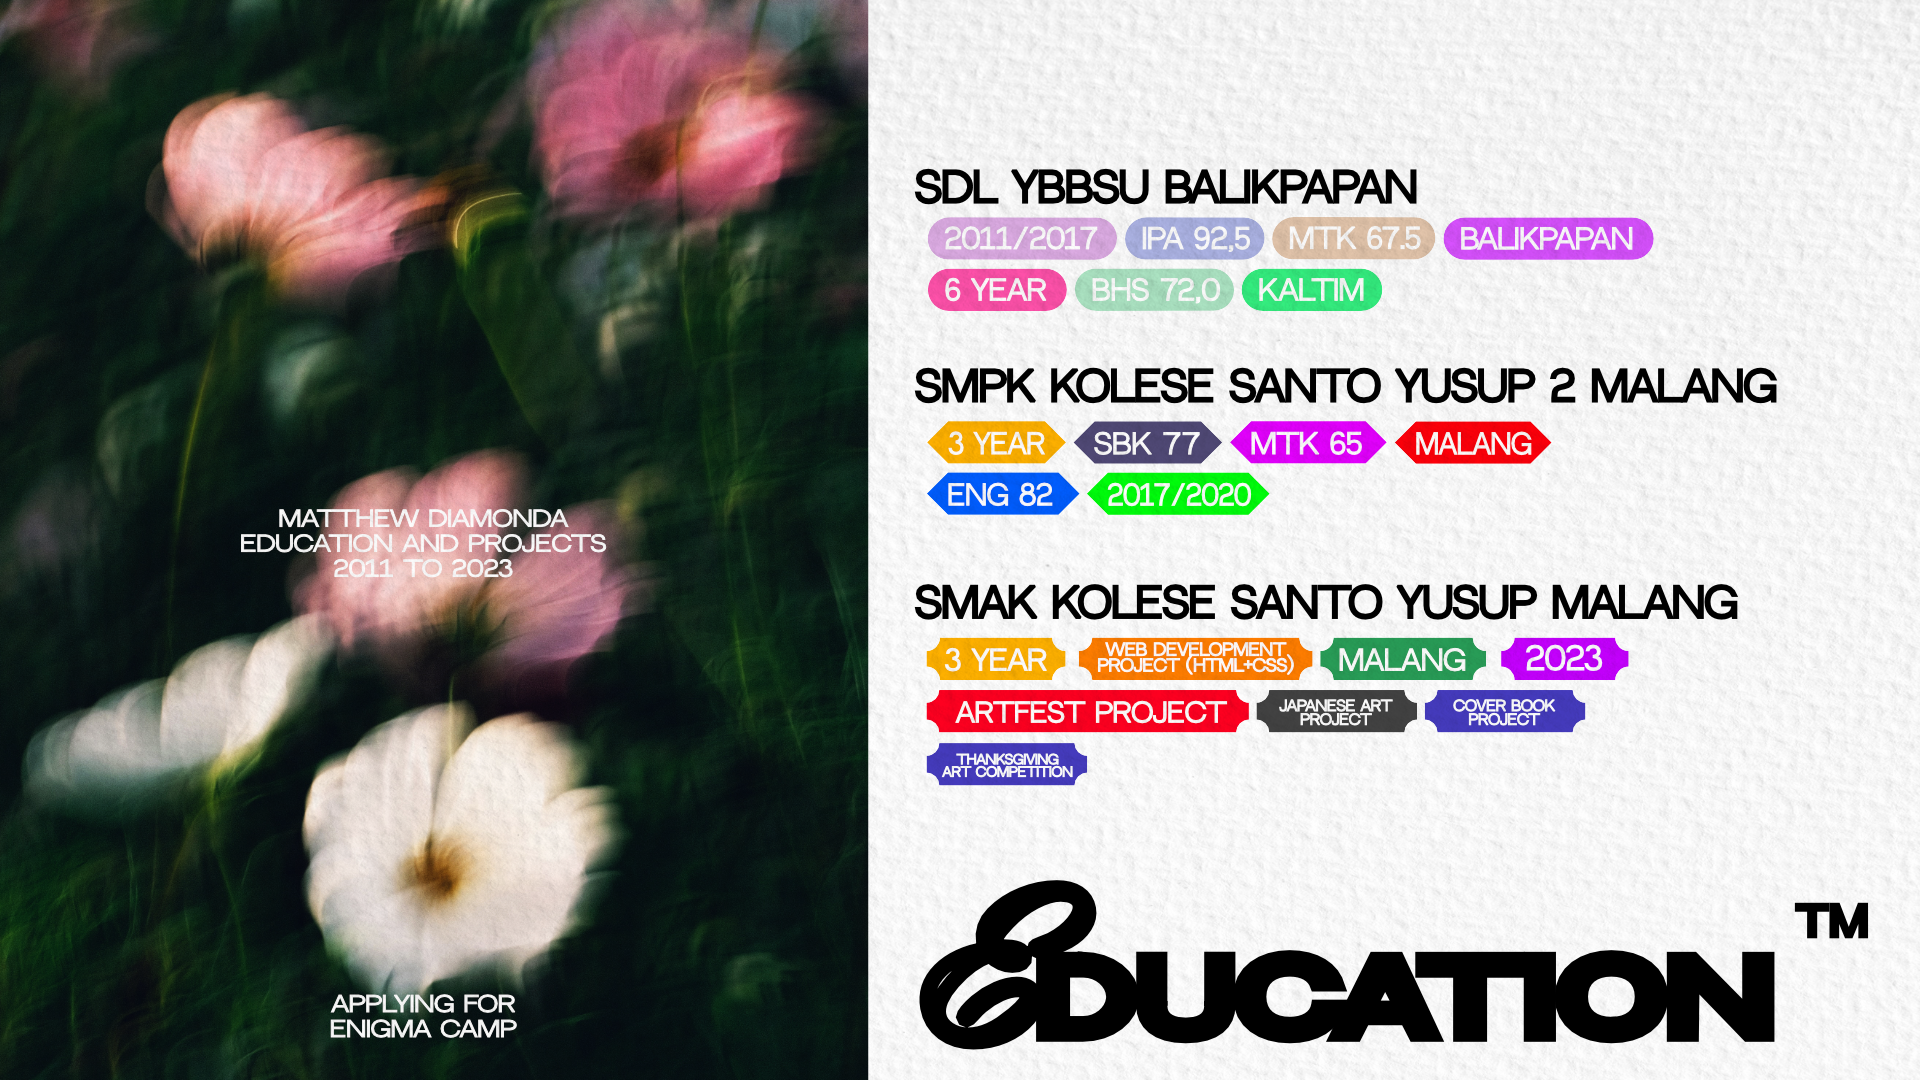 MATTHEW DIAMONDA
EDUCATION AND PROJECTS
2011 TO 2023
APPLYING FOR
ENIGMA CAMP
SDL YBBSU BALIKPAPAN
2011/2017 IPA 92,5 MTK 67.5 BALIKPAPAN
6 YEAR BHS 72,0 KALTIM
SMPK KOLESE SANTO YUSUP 2 MALANG
3 YEAR SBK 77 MTK 65 MALANG
ENG 82 2017/2020
SMAK KOLESE SANTO YUSUP MALANG
3 YEAR
WEB DEVELOPMENT
PROJECT (HTML+CSS)
MALANG
2023
ARTFEST PROJECT
JAPANESE ART
PROJECT
COVER BOOK
PROJECT
THANKSGIVING
ART COMPETITION
EDUCATION TM